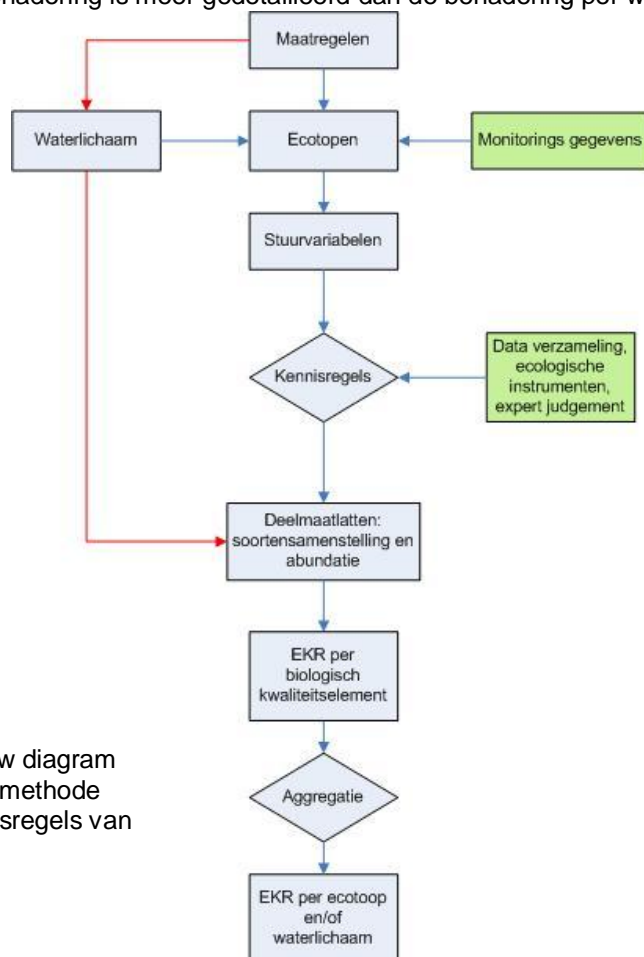 nadering is meer gedetailleerd dan de benadering per w
Maatregelen
Waterlichaam
Ecotopen
Monitorings gegevens
Stuurvariabelen
Kennisregels
Data verzameling,
ecologische
instrumenten,
expert judgement
Deelmaatlatten:
soortensamenstelling en
abundatie
EKR per
biologisch
kwaliteitselement
w diagram
methode
sregels van
Aggregatie
EKR per ecotoop
en/of
waterlichaam